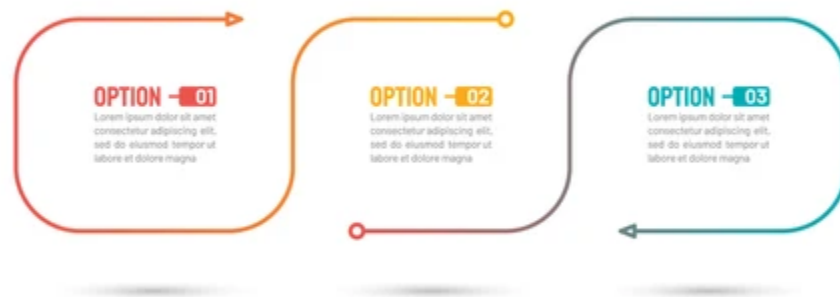 OPTION 01
Lorem ipsum dolor sit amet
consectetur adipiscing elit,
sed do eiusmod tempor ut
labore et dolore magna
OPTION 02
Lorem ipsum dolor sit amet
consectetur adipiscing elit,
sed do eiusmod tempor ut
labore et dolore magna
OPTION 03
Lorem ipsum dolor sit amet
consectetur adipiscing elit,
sed do eiusmod tempor ut
labore et dolore magna